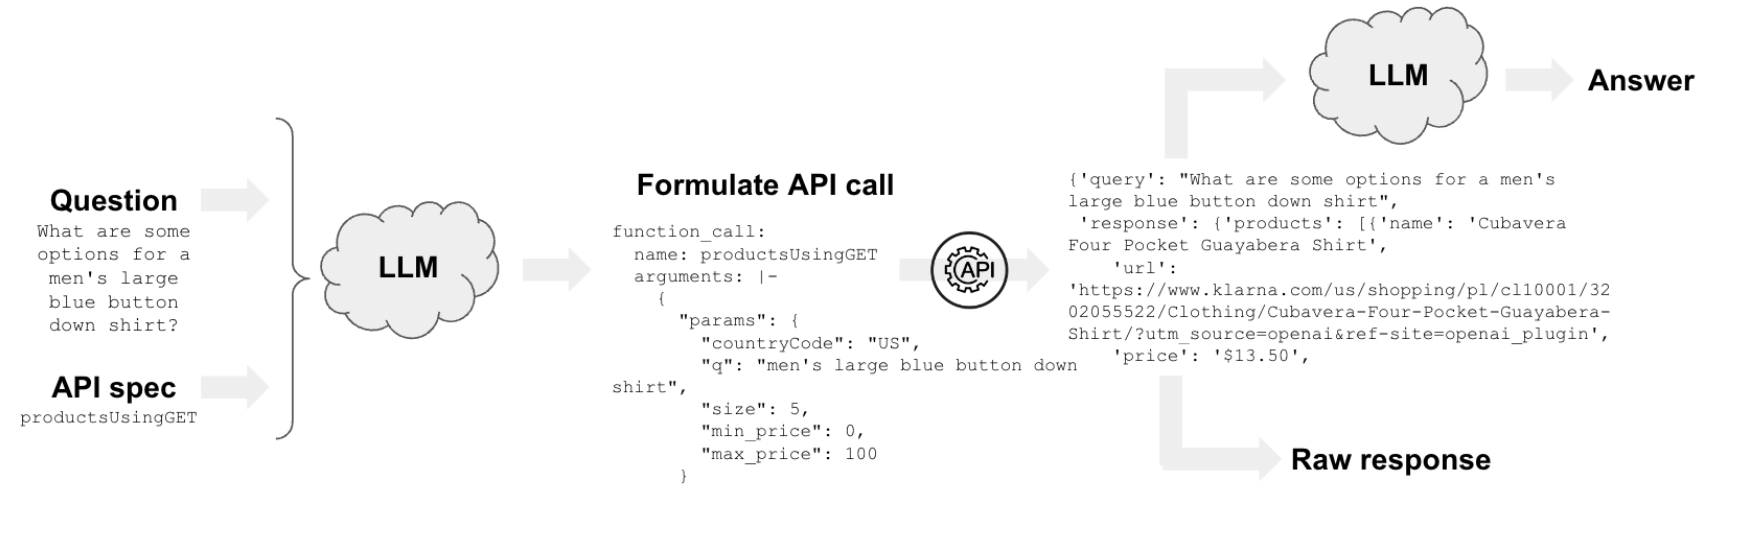 Question
What are some
options for a
men's large
blue button
down shirt?
API spec
productsUsingGET
LLM
Formulate API call
function_call:
name: productsUsingGET
arguments: |-
{
"params": {
"countryCode": "US",
"q": "men's large blue button down
shirt",
"size": 5,
"min_price": 0,
"max_price": 100
}
API
{'query': "What are some options for a men's
large blue button down shirt",
'response': {'products': [{'name': 'Cubavera
Four Pocket Guayabera Shirt',
'url':
'https://www.klarna.com/us/shopping/pl/cl10001/32
02055522/Clothing/Cubavera-Four-Pocket-Guayabera-
Shirt/?utm_source=openai&ref-site=openai_plugin',
'price': '$13.50',
LLM
Answer
Raw response